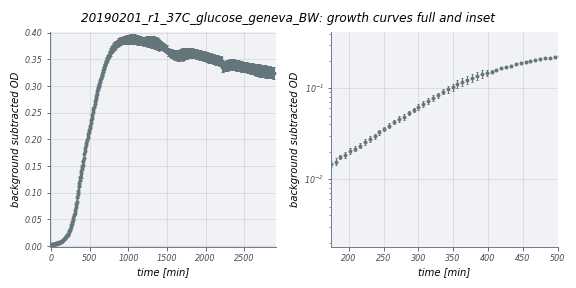 20190201_r1_37C_glucose_geneva_BW: growth curves full and inset
background subtracted OD
0.40
0.35
0.30
0.25
0.20
0.15
0.10
0.05
0.00
0 500 1000 1500 2000 2500
time [min]
background subtracted OD
10⁻¹
10⁻²
200 250 300 350 400 450 500
time [min]